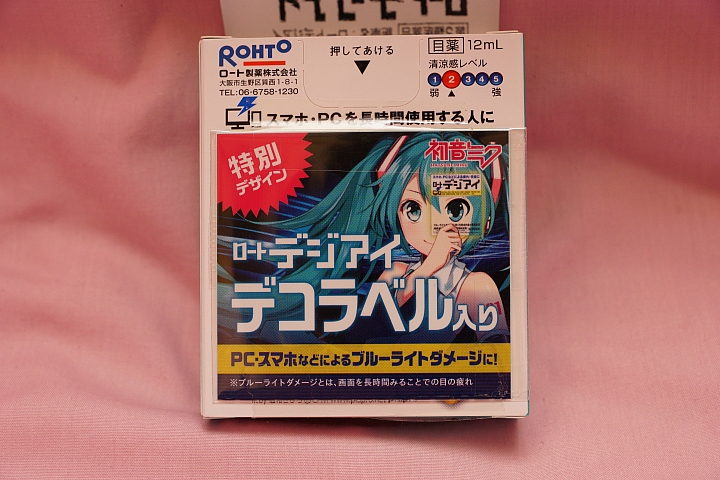 ROHTO
ロート製薬株式会社
大阪市生野区巽西1-8-1
TEL:06-6758-1230
押してあける
目薬 12mL
清涼感レベル
1 2 3 4 5
弱 強
スマホ・PCを長時間使用する人に
特別
デザイン
初音ミク
デジアイ
ロートデジアイ
デコラベル入り
PC・スマホなどによるブルーライトダメージに!
※ブルーライトダメージとは、画面を長時間みることでの目の疲れ